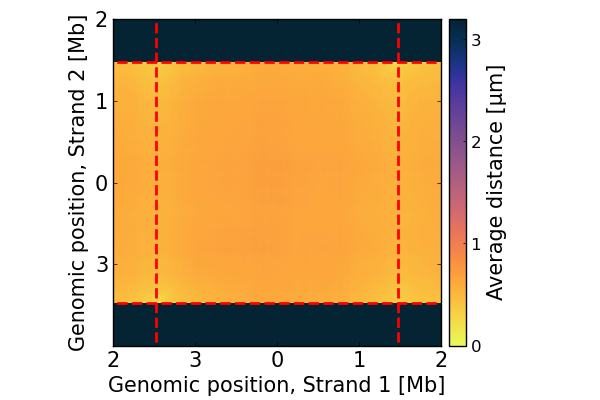 2
1
0
3
Genomic position, Strand 2 [Mb]
2 3 0 1 2
Genomic position, Strand 1 [Mb]
3
2
1
0
Average distance [µm]